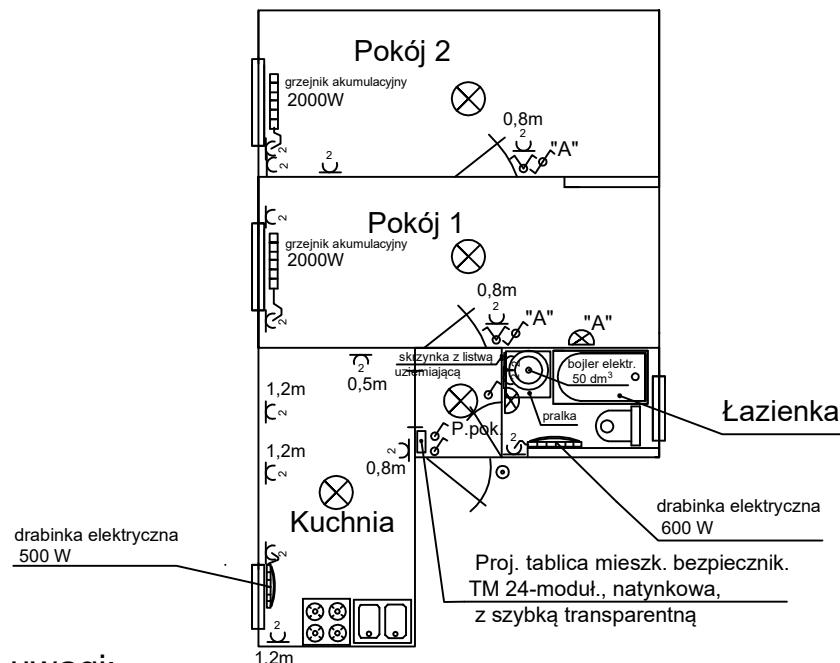 Pokój 2
grzejnik akumulacyjny
2000W
0,8m
2
"A"
2
2
2
Pokój 1
2
grzejnik akumulacyjny
2000W
0,8m
2
"A"
"A"
2
skrzynka z listwą
uziemiającą
bojler elektr.
50 dm³
2
0,5m
1,2m
2
pralka
Łazienka
P.pok.
1,2m
2
2
0,8m
2
Kuchnia
drabinka elektryczna
600 W
drabinka elektryczna
500 W
2
Proj. tablica mieszk. bezpiecznik.
TM 24-moduł., natynkowa,
z szybką transparentną
2
1,2m
uwagi: